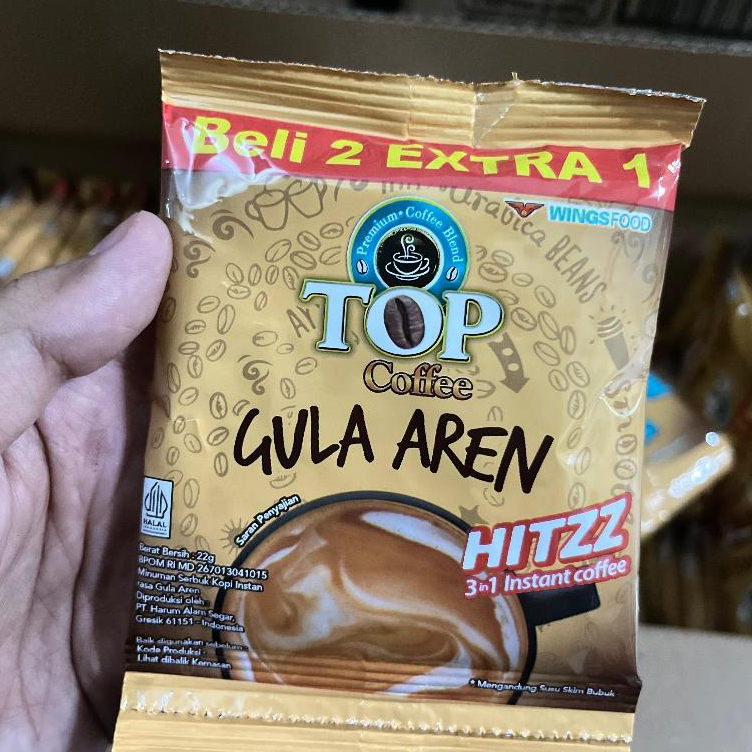 Beli 2 EXTRA 1
Arabica BEANS
WINGSFOOD
Premium Coffee Blend
TOP
Coffee
GULA AREN
HALAL
INDONESIA
Saran Penyajian
HITZZ
3in1 Instant coffee
Berat Bersih : 22g
BPOM RI MD 267013041015
Minuman Serbuk Kopi Instan
Rasa Gula Aren
Diproduksi oleh
PT. Harum Alam Segar,
Gresik 61151 - Indonesia
Baik digunakan sebelum -
Kode Produksi -
Lihat dibalik Kemasan
* Mengandung Susu Skim Bubuk